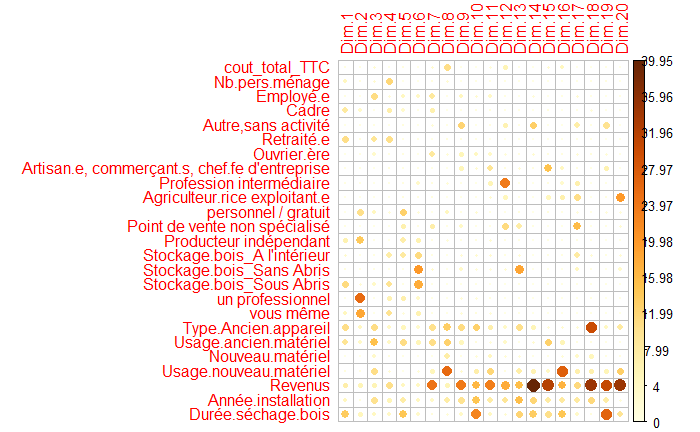 Dim.1 Dim.2 Dim.3 Dim.4 Dim.5 Dim.6 Dim.7 Dim.8 Dim.9 Dim.10 Dim.11 Dim.12 Dim.13 Dim.14 Dim.15 Dim.16 Dim.17 Dim.18 Dim.19 Dim.20
cout_total_TTC
Nb.pers.ménage
Employé.e
Cadre
Autre,sans activité
Retraité.e
Ouvrier.ère
Artisan.e, commerçant.s, chef.fe d'entreprise
Profession intermédiaire
Agriculteur.rice exploitant.e
personnel / gratuit
Point de vente non spécialisé
Producteur indépendant
Stockage.bois_A l'intérieur
Stockage.bois_Sans Abris
Stockage.bois_Sous Abris
un professionnel
vous même
Type.Ancien.appareil
Usage.ancien.matériel
Nouveau.matériel
Usage.nouveau.matériel
Revenus
Année.installation
Durée.séchage.bois
39.95
35.96
31.96
27.97
23.97
19.98
15.98
11.99
7.99
4
0